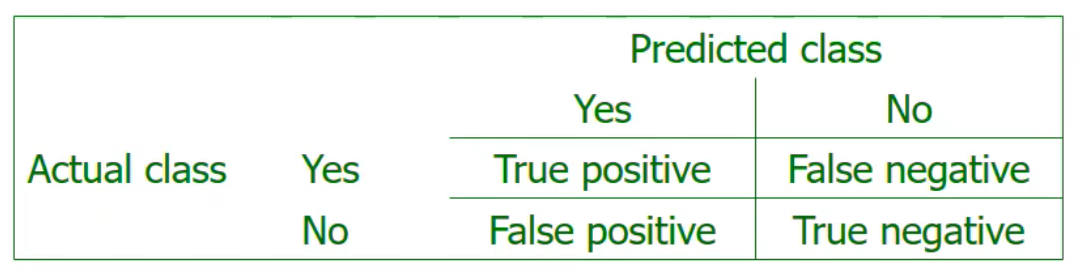 Predicted class
Yes No
Actual class Yes True positive False negative
No False positive True negative